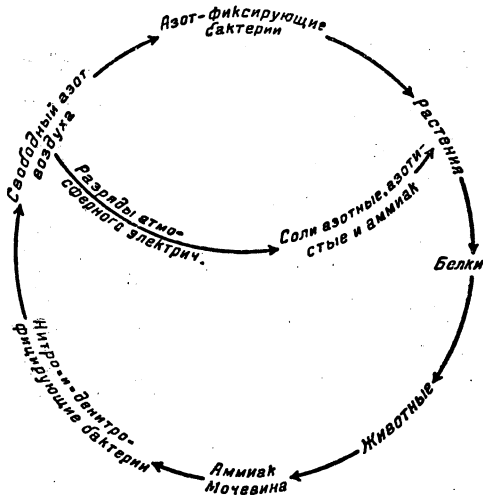 Азот-фиксирующие
бактерии
Растения
Белки
Животные
Аммиак
Мочевина
Нитро-и-денитро-
фицирующие бактерии
Свободный азот
воздуха
Разряды атмо-
сферного электрич.
Соли азотные, азоти-
стые и аммиак